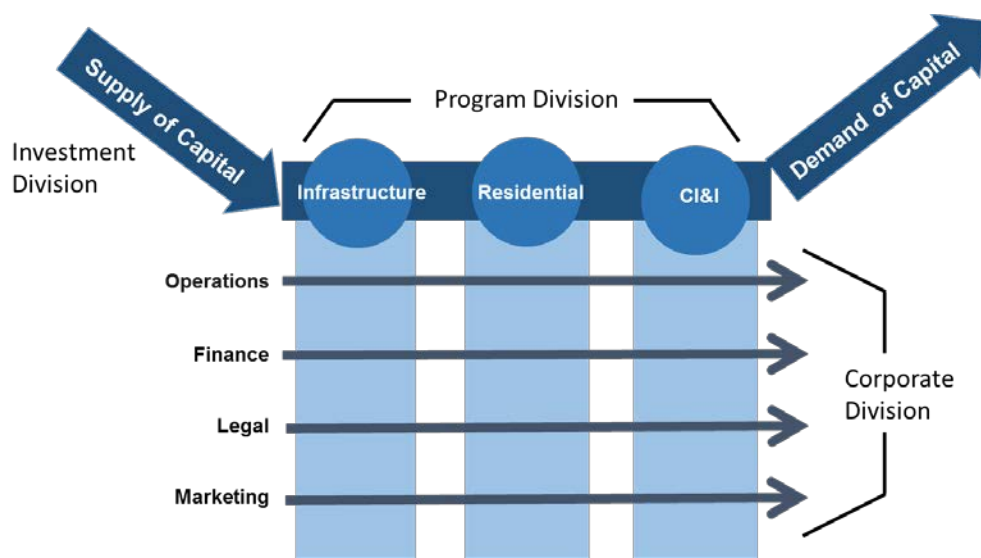 Supply of Capital
Investment
Division
Program Division
Demand of Capital
Infrastructure
Residential
CI&I
Operations
Finance
Legal
Marketing
Corporate
Division